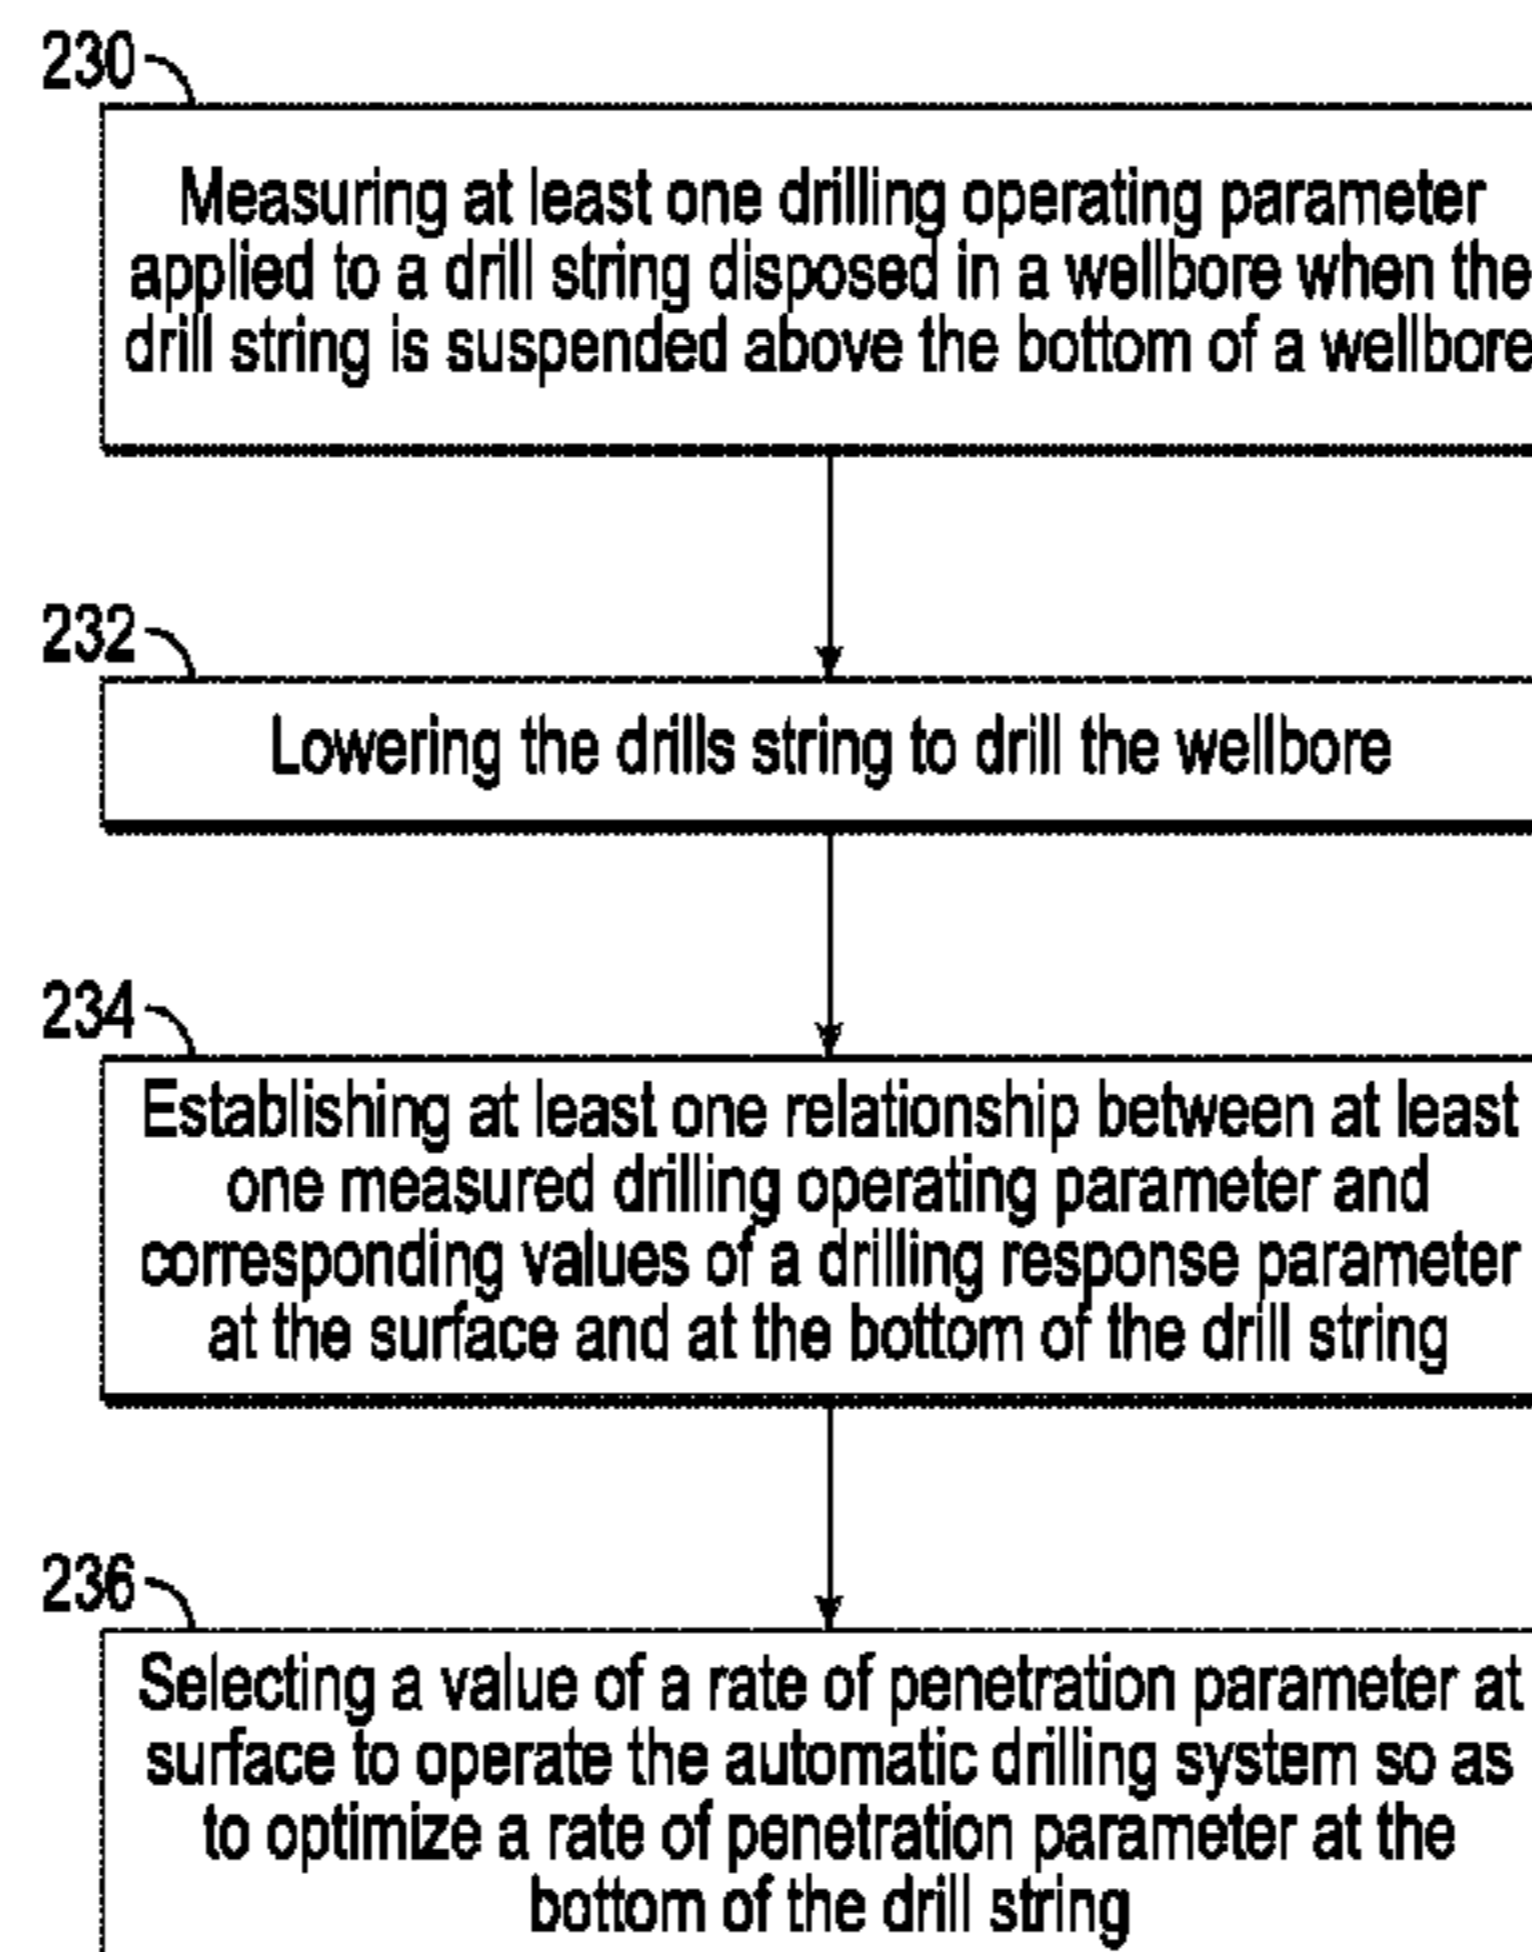 230
Measuring at least one drilling operating parameter
applied to a drill string disposed in a wellbore when the
drill string is suspended above the bottom of a wellbore
232
Lowering the drills string to drill the wellbore
234
Establishing at least one relationship between at least
one measured drilling operating parameter and
corresponding values of a drilling response parameter
at the surface and at the bottom of the drill string
236
Selecting a value of a rate of penetration parameter at
surface to operate the automatic drilling system so as
to optimize a rate of penetration parameter at the
bottom of the drill string